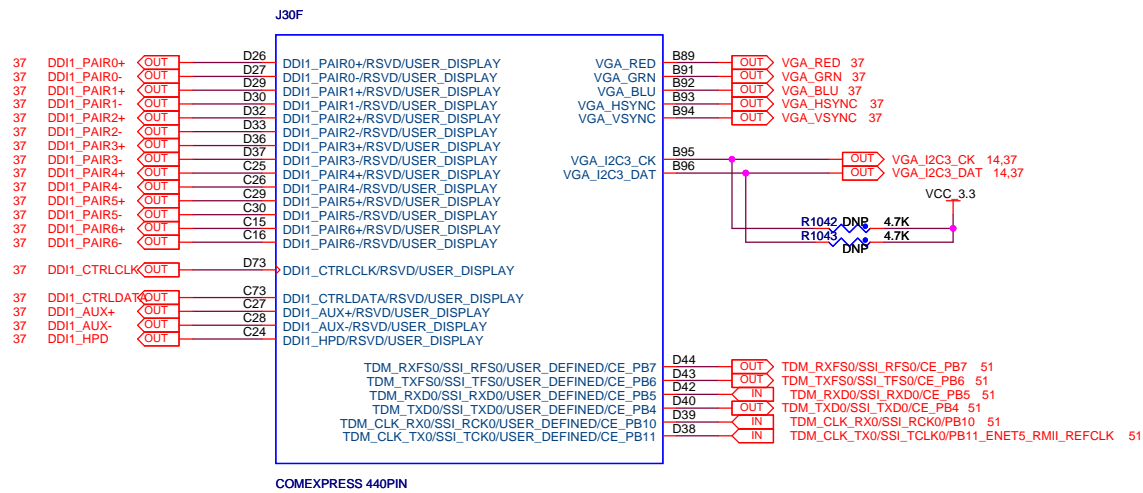 J30F
37 DDI1_PAIR0+ OUT D26 DDI1_PAIR0+/RSVD/USER_DISPLAY VGA_RED B89 OUT VGA_RED 37
37 DDI1_PAIR0- OUT D27 DDI1_PAIR0-/RSVD/USER_DISPLAY VGA_GRN B91 OUT VGA_GRN 37
37 DDI1_PAIR1+ OUT D29 DDI1_PAIR1+/RSVD/USER_DISPLAY VGA_BLU B92 OUT VGA_BLU 37
37 DDI1_PAIR1- OUT D30 DDI1_PAIR1-/RSVD/USER_DISPLAY VGA_HSYNC B93 OUT VGA_HSYNC 37
37 DDI1_PAIR2+ OUT D32 DDI1_PAIR2+/RSVD/USER_DISPLAY VGA_VSYNC B94 OUT VGA_VSYNC 37
37 DDI1_PAIR2- OUT D33 DDI1_PAIR2-/RSVD/USER_DISPLAY
37 DDI1_PAIR3+ OUT D36 DDI1_PAIR3+/RSVD/USER_DISPLAY
37 DDI1_PAIR3- OUT D37 DDI1_PAIR3-/RSVD/USER_DISPLAY VGA_I2C3_CK B95 OUT VGA_I2C3_CK 14,37
37 DDI1_PAIR4+ OUT C25 DDI1_PAIR4+/RSVD/USER_DISPLAY VGA_I2C3_DAT B96 OUT VGA_I2C3_DAT 14,37
37 DDI1_PAIR4- OUT C26 DDI1_PAIR4-/RSVD/USER_DISPLAY VCC_3.3
37 DDI1_PAIR5+ OUT C29 DDI1_PAIR5+/RSVD/USER_DISPLAY
37 DDI1_PAIR5- OUT C30 DDI1_PAIR5-/RSVD/USER_DISPLAY
37 DDI1_PAIR6+ OUT C15 DDI1_PAIR6+/RSVD/USER_DISPLAY R1042 DNP 4.7K
37 DDI1_PAIR6- OUT C16 DDI1_PAIR6-/RSVD/USER_DISPLAY R1043 4.7K
DNP
37 DDI1_CTRLCLK OUT D73 DDI1_CTRLCLK/RSVD/USER_DISPLAY
37 DDI1_CTRLDATA OUT C73 DDI1_CTRLDATA/RSVD/USER_DISPLAY
37 DDI1_AUX+ OUT C27 DDI1_AUX+/RSVD/USER_DISPLAY
37 DDI1_AUX- OUT C28 DDI1_AUX-/RSVD/USER_DISPLAY
37 DDI1_HPD OUT C24 DDI1_HPD/RSVD/USER_DISPLAY
TDM_RXFS0/SSI_RFS0/USER_DEFINED/CE_PB7 D44 OUT TDM_RXFS0/SSI_RFS0/CE_PB7 51
TDM_TXFS0/SSI_TFS0/USER_DEFINED/CE_PB6 D43 OUT TDM_TXFS0/SSI_TFS0/CE_PB6 51
TDM_RXD0/SSI_RXD0/USER_DEFINED/CE_PB5 D42 IN TDM_RXD0/SSI_RXD0/CE_PB5 51
TDM_TXD0/SSI_TXD0/USER_DEFINED/CE_PB4 D40 OUT TDM_TXD0/SSI_TXD0/CE_PB4 51
TDM_CLK_RX0/SSI_RCK0/USER_DEFINED/CE_PB10 D39 IN TDM_CLK_RX0/SSI_RCK0/PB10 51
TDM_CLK_TX0/SSI_TCK0/USER_DEFINED/CE_PB11 D38 IN TDM_CLK_TX0/SSI_TCLK0/PB11_ENET5_RMII_REFCLK 51
COMEXPRESS 440PIN